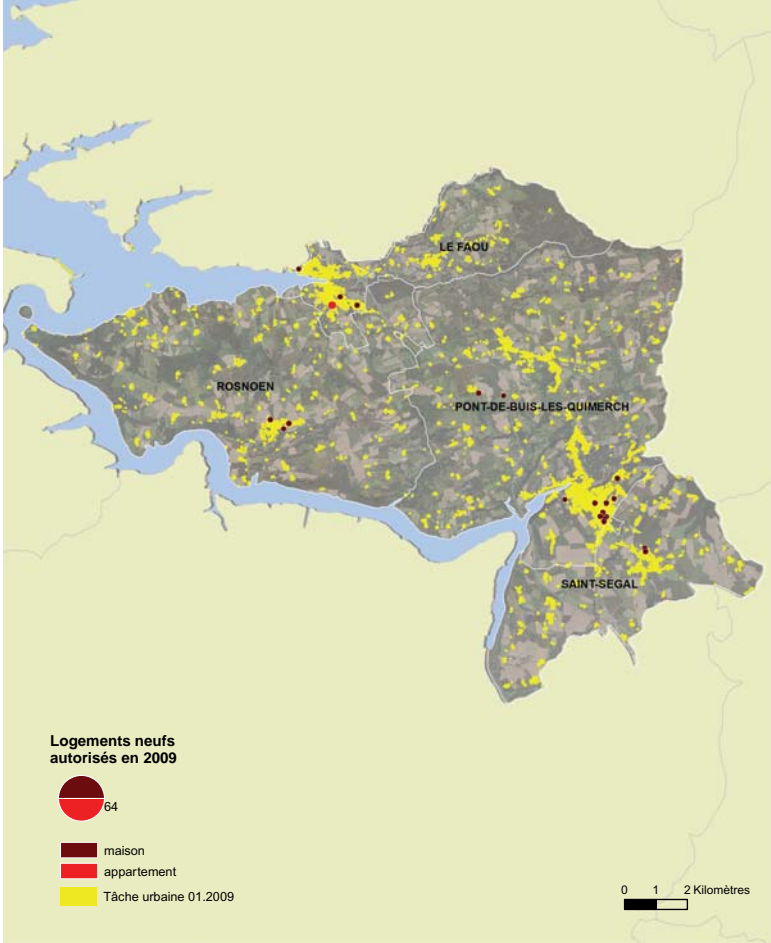 LE FAOU
ROSNOEN
PONT-DE-BUIS-LES-QUIMERCH
SAINT-SEGAL
Logements neufs
autorisés en 2009
64
maison
appartement
Tâche urbaine 01.2009
0 1 2 Kilomètres